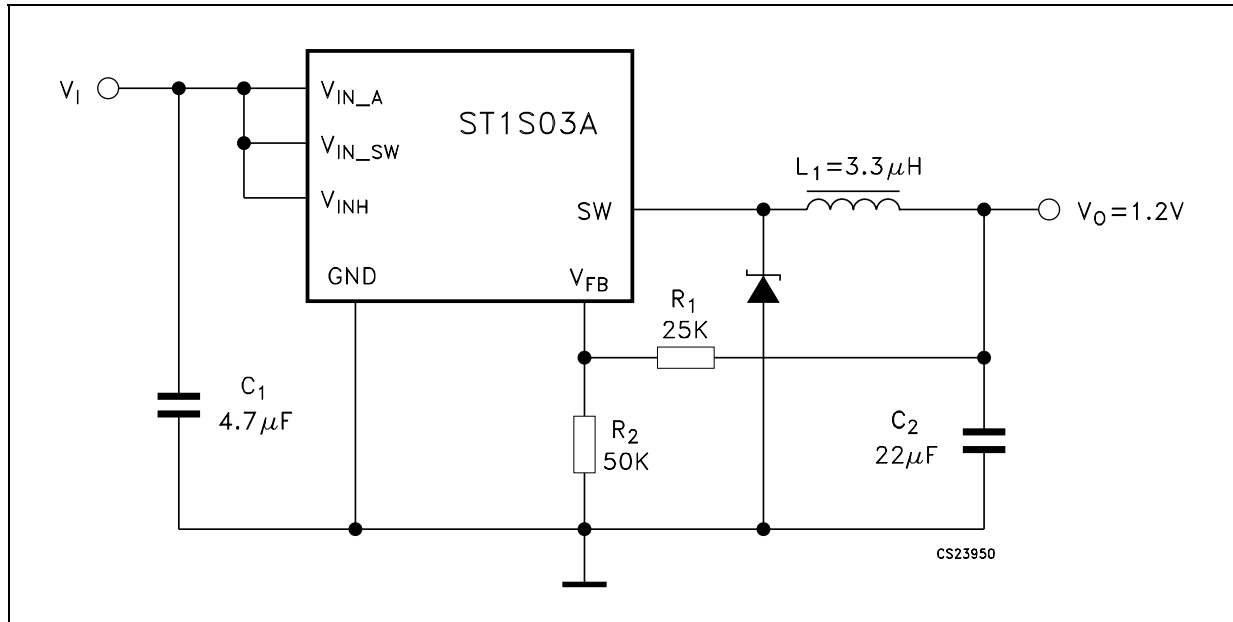 V_I
V_IN_A
ST1S03A
V_IN_SW
V_INH
SW
L_1=3.3μH
V_O=1.2V
GND
V_FB
R_1
25K
C_1
4.7μF
R_2
50K
C_2
22μF
CS23950